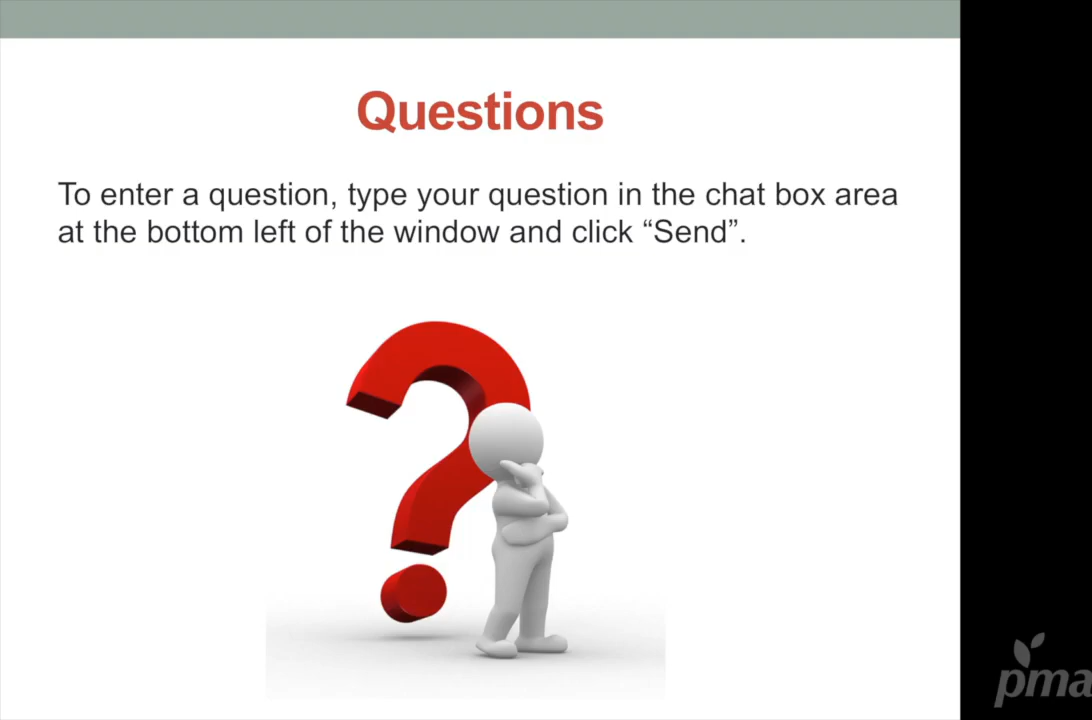 Questions
To enter a question, type your question in the chat box area
at the bottom left of the window and click “Send”.
pma